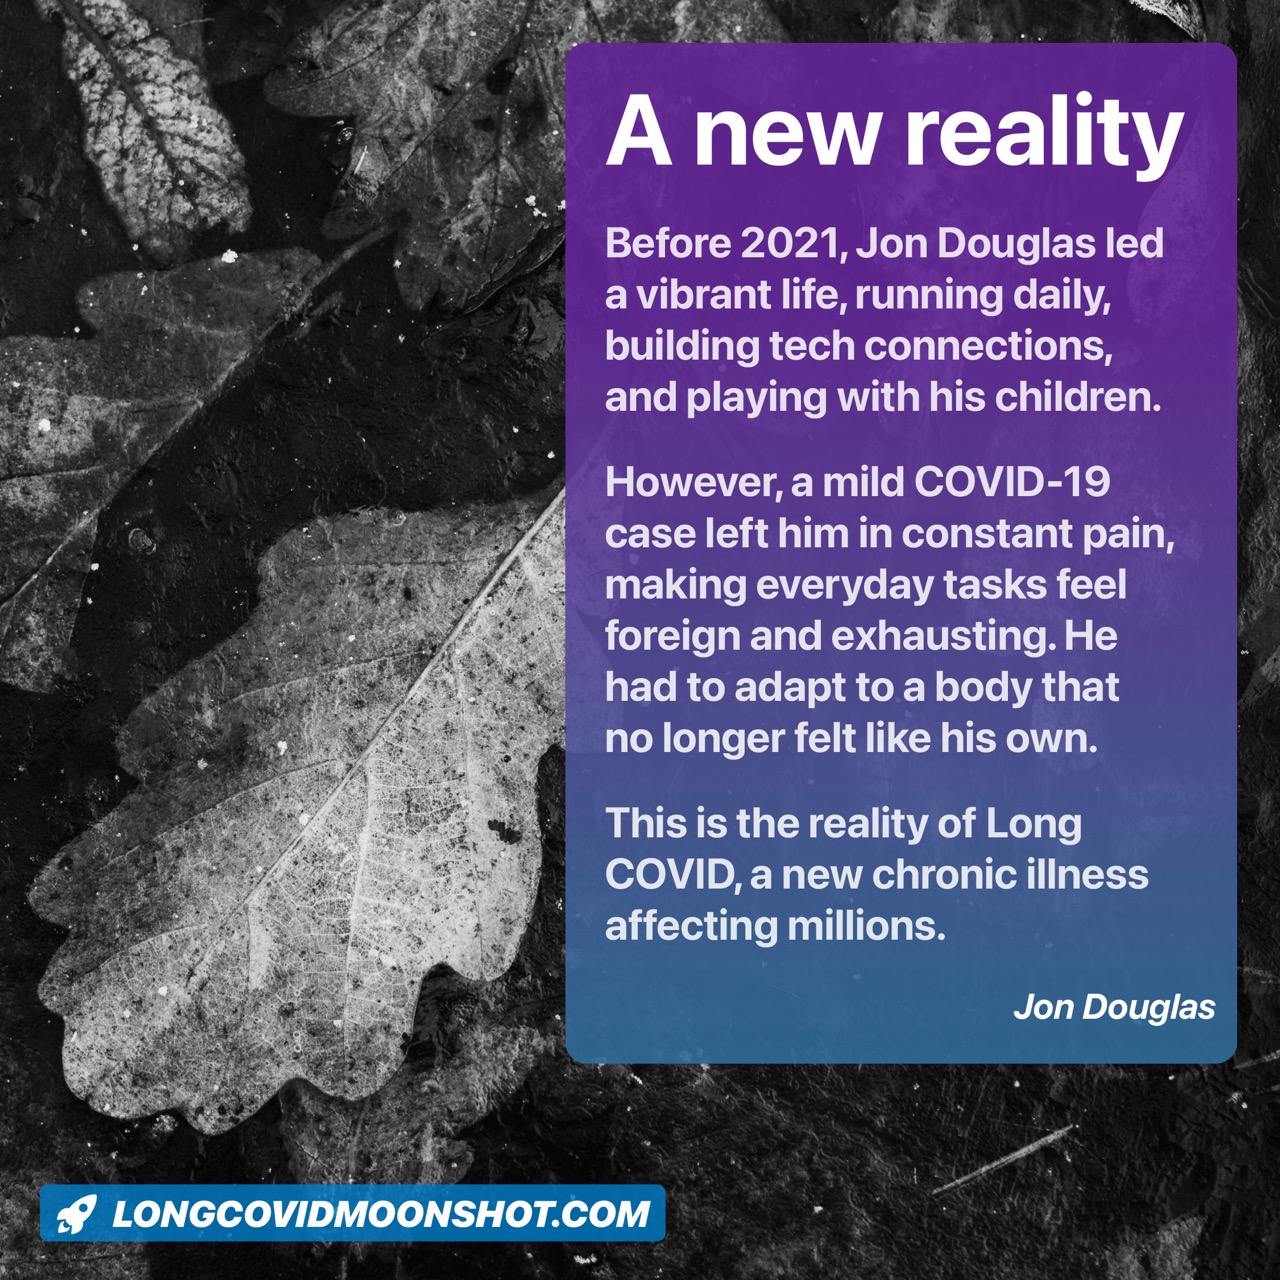 A new reality
Before 2021, Jon Douglas led
a vibrant life, running daily,
building tech connections,
and playing with his children.
However, a mild COVID-19
case left him in constant pain,
making everyday tasks feel
foreign and exhausting. He
had to adapt to a body that
no longer felt like his own.
This is the reality of Long
COVID, a new chronic illness
affecting millions.
Jon Douglas
LONGCOVIDMOONSHOT.COM